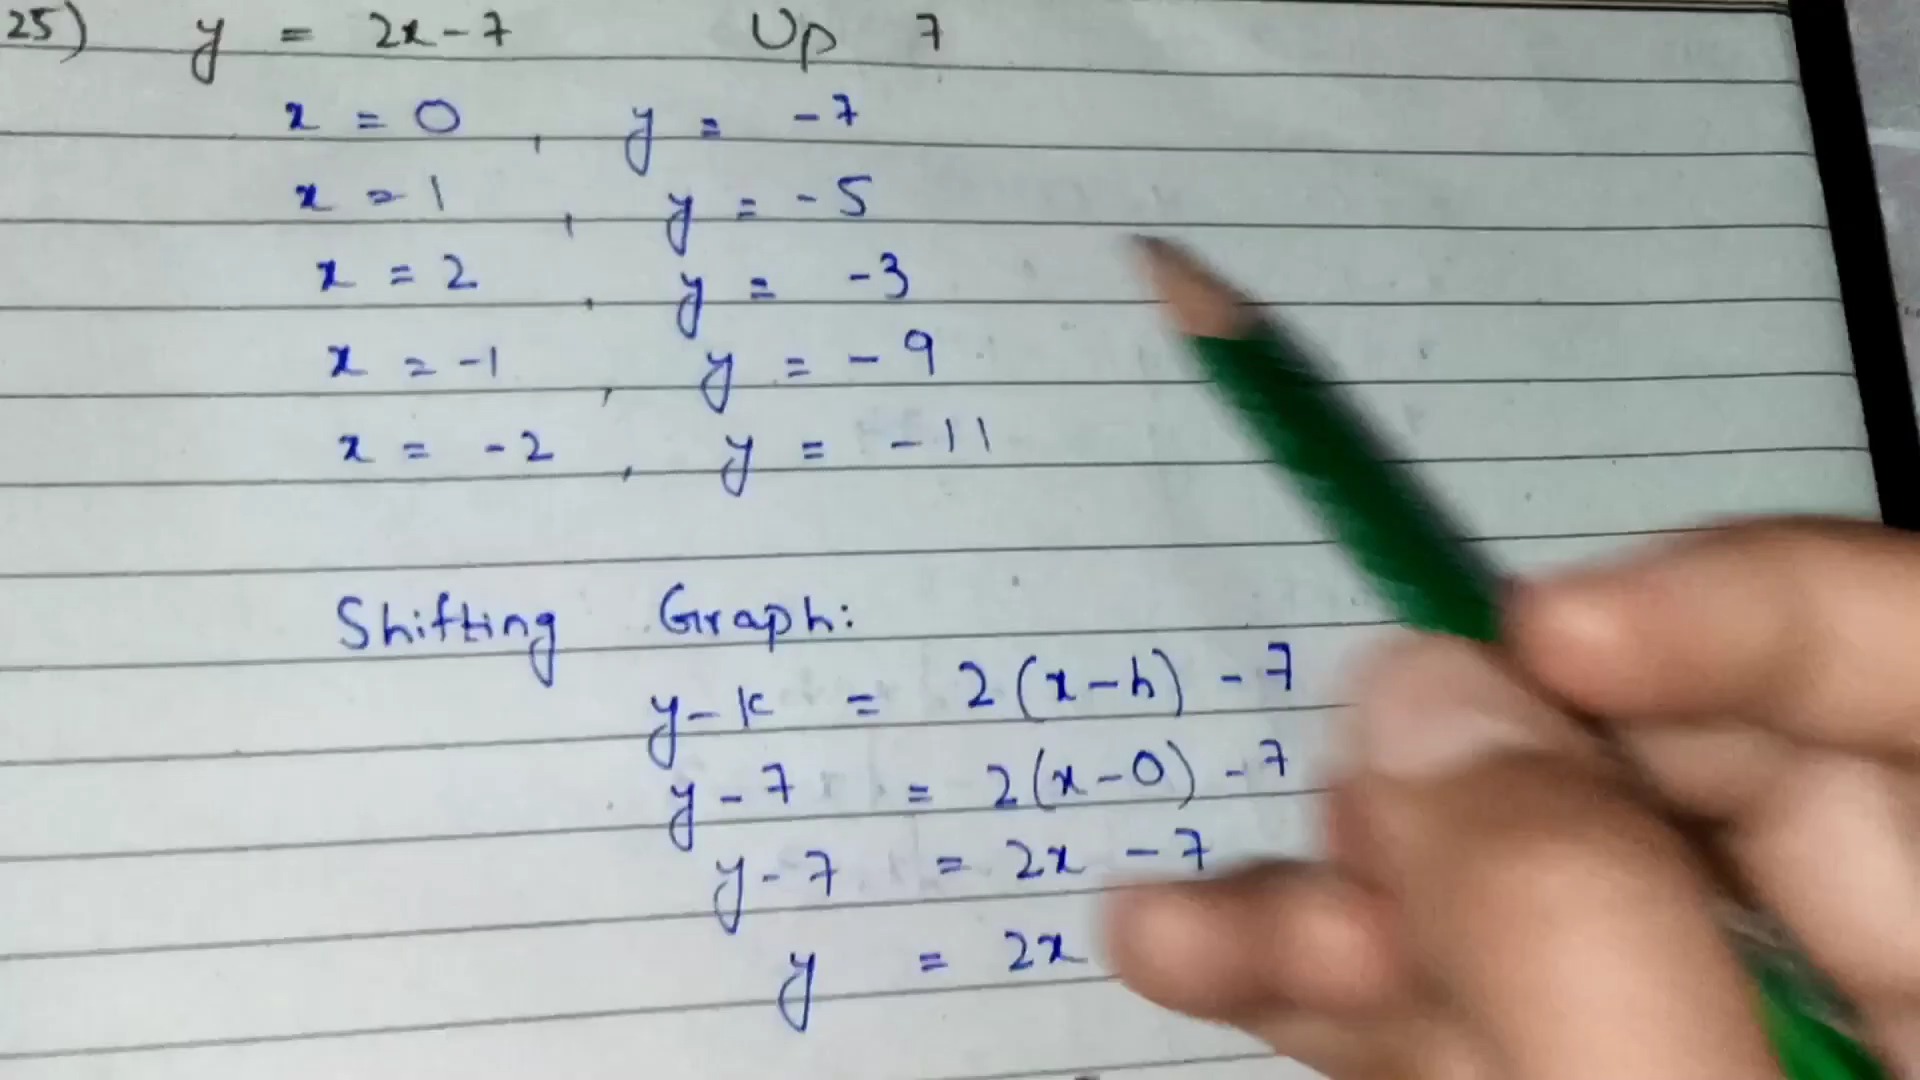 25) y = 2x - 7 Up 7
x = 0 , y = -7
x = 1 , y = -5
x = 2 , y = -3
x = -1 , y = -9
x = -2 , y = -11
Shifting Graph:
y - k = 2(x - h) - 7
y - 7 = 2(x - 0) - 7
y - 7 = 2x - 7
y = 2x